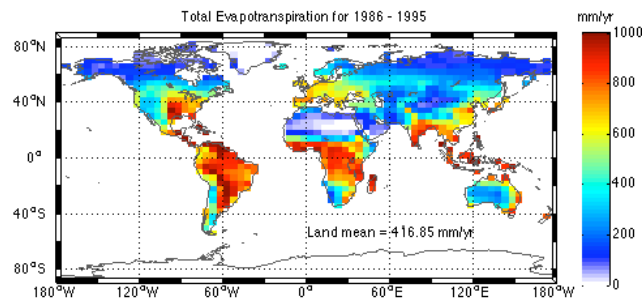 Total Evapotranspiration for 1986 - 1995
mm/yr
80°N
40°N
0°
40°S
80°S
Land mean = 416.85 mm/yr
180°W 120°W 60°W 0° 60°E 120°E 180°W
1000
800
600
400
200
0